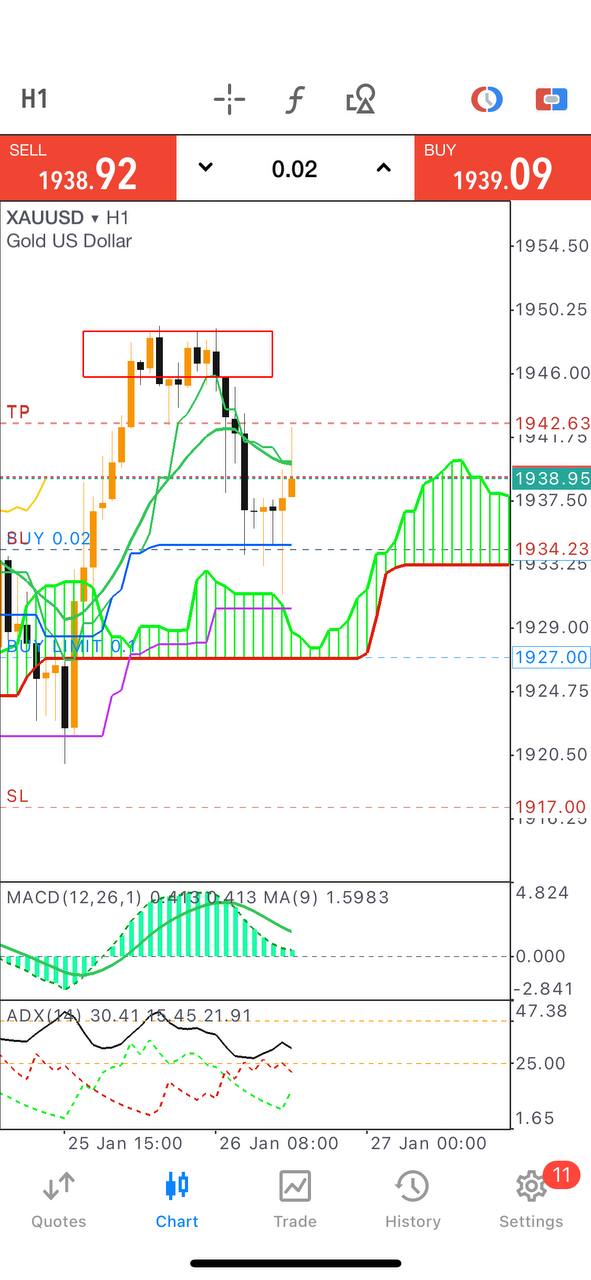 H1
SELL
1938.92
0.02
BUY
1939.09
XAUUSD ▾ H1
Gold US Dollar
1954.50
1950.25
1946.00
TP
1942.63
1941.75
1938.95
1937.50
BUY 0.02
1934.23
1933.25
1929.00
BUY LIMIT 0.1
1927.00
1924.75
1920.50
SL
1917.00
1916.25
MACD(12,26,1) 0.413 0.413 MA(9) 1.5983
4.824
0.000
-2.841
ADX(14) 30.41 15.45 21.91
47.38
25.00
1.65
25 Jan 15:00
26 Jan 08:00
27 Jan 00:00
11
Quotes
Chart
Trade
History
Settings